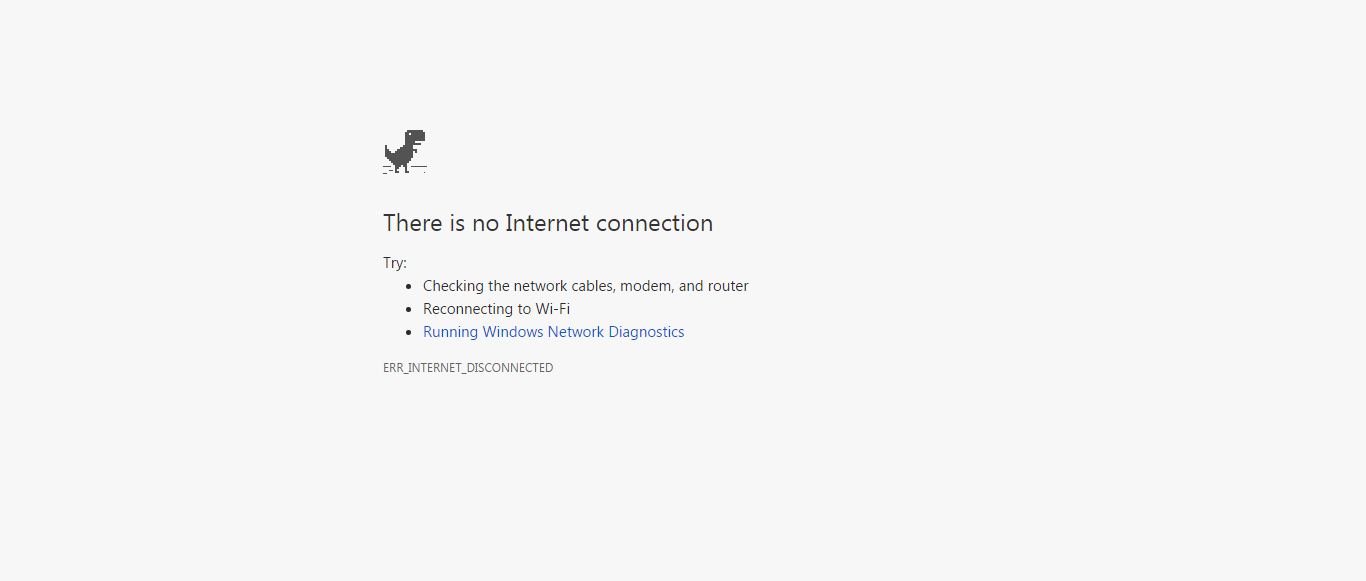 There is no Internet connection
Try:
Checking the network cables, modem, and router
Reconnecting to Wi-Fi
Running Windows Network Diagnostics
ERR_INTERNET_DISCONNECTED